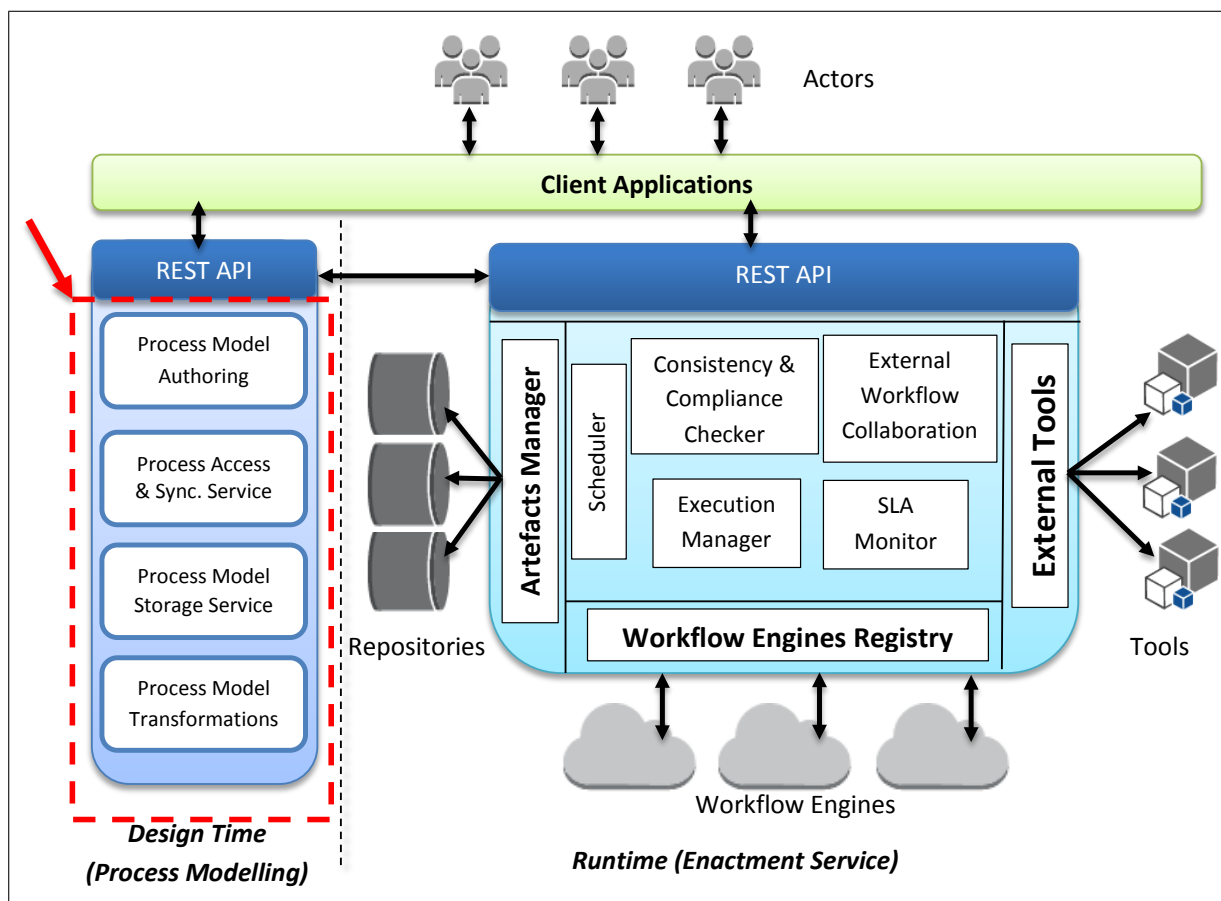 Actors
Client Applications
REST API
Process Model
Authoring
Process Access
& Sync. Service
Process Model
Storage Service
Process Model
Transformations
Design Time
(Process Modelling)
REST API
Repositories
Artefacts Manager
Scheduler
Consistency &
Compliance
Checker
External
Workflow
Collaboration
Execution
Manager
SLA
Monitor
External Tools
Workflow Engines Registry
Tools
Workflow Engines
Runtime (Enactment Service)